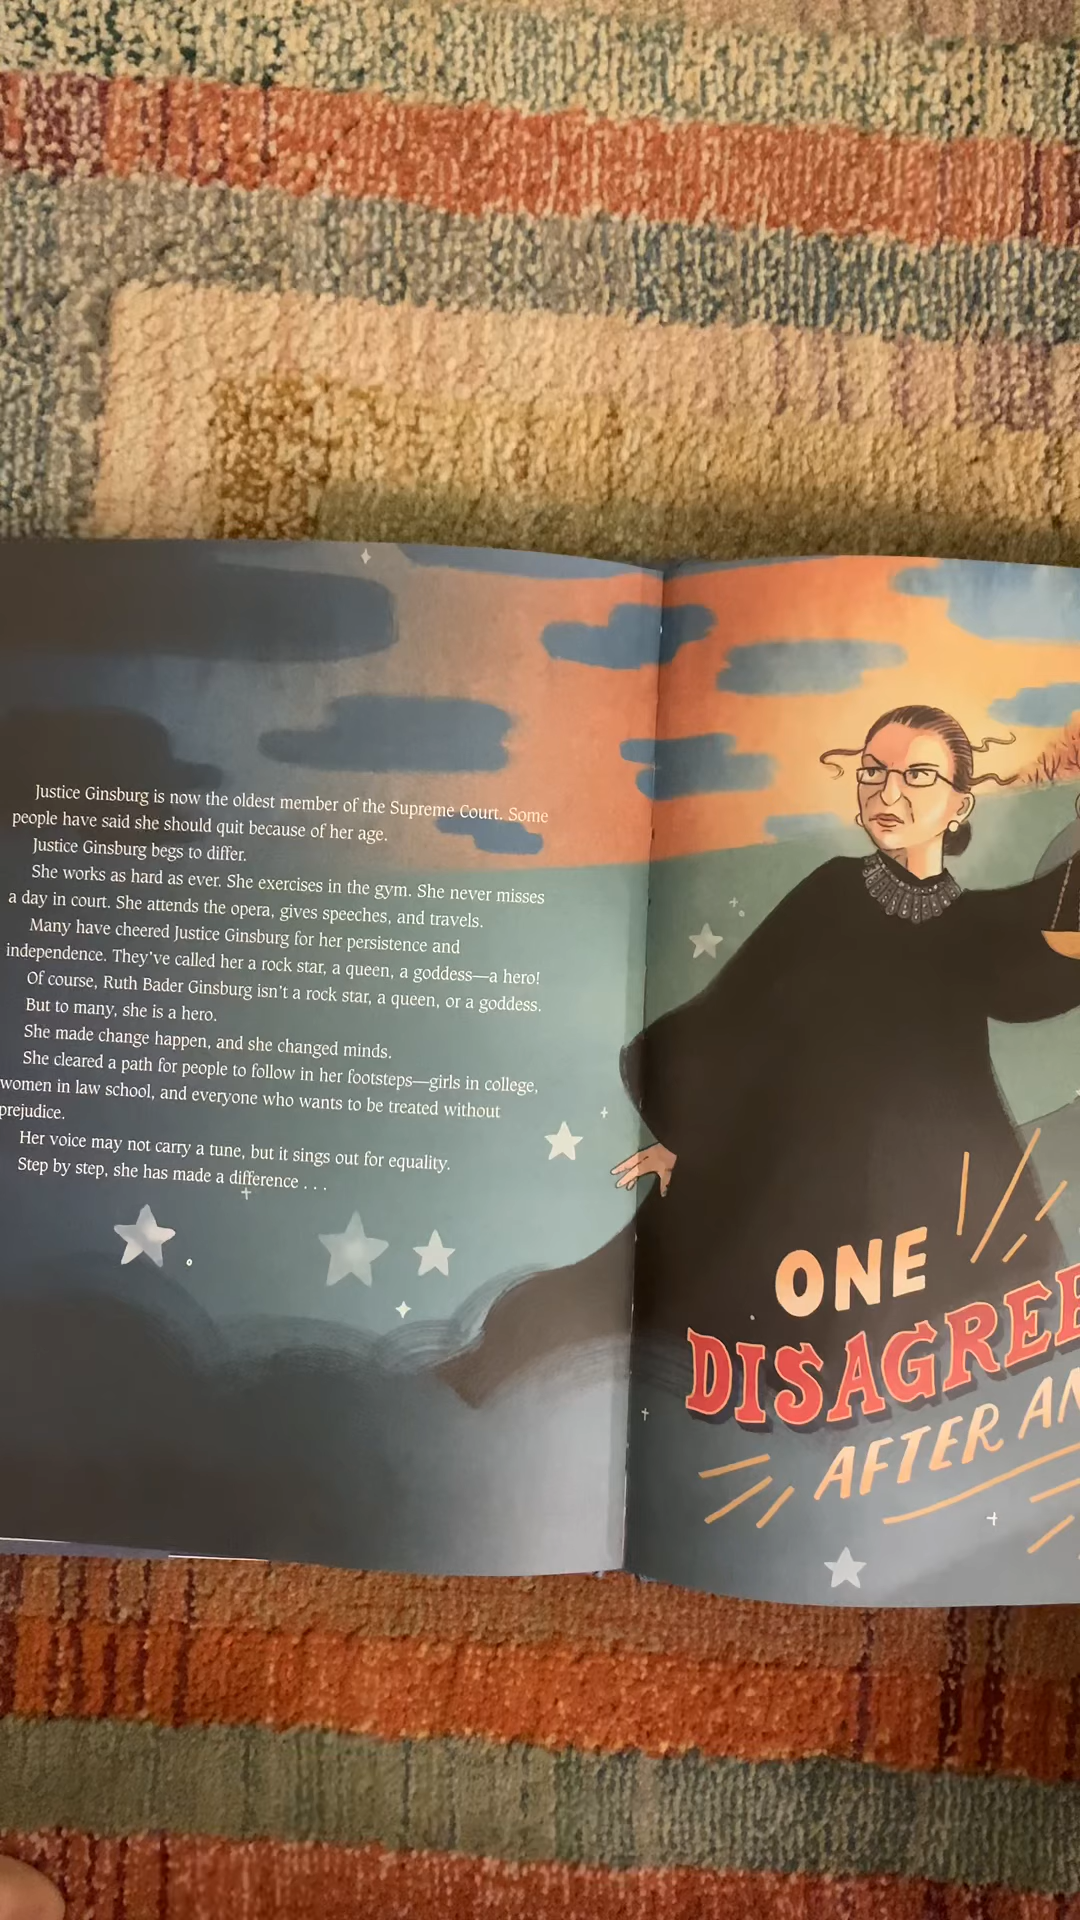 Justice Ginsburg is now the oldest member of the Supreme Court. Some
people have said she should quit because of her age.
Justice Ginsburg begs to differ.
She works as hard as ever. She exercises in the gym. She never misses
a day in court. She attends the opera, gives speeches, and travels.
Many have cheered Justice Ginsburg for her persistence and
independence. They've called her a rock star, a queen, a goddess—a hero!
Of course, Ruth Bader Ginsburg isn't a rock star, a queen, or a goddess.
But to many, she is a hero.
She made change happen, and she changed minds.
She cleared a path for people to follow in her footsteps—girls in college,
women in law school, and everyone who wants to be treated without
prejudice.
Her voice may not carry a tune, but it sings out for equality.
Step by step, she has made a difference . . .
ONE
DISAGREE
AFTER AN